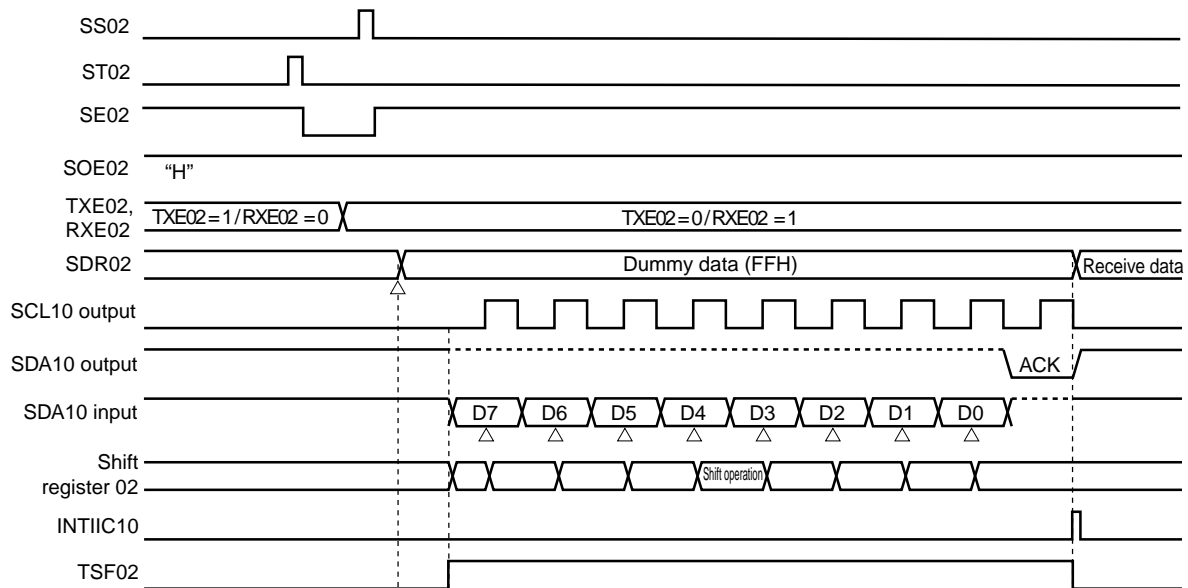 SS02
ST02
SE02
SOE02
“H”
TXE02,
RXE02
TXE02 = 1 / RXE02 = 0
TXE02 = 0 / RXE02 = 1
SDR02
Dummy data (FFH)
Receive data
SCL10 output
SDA10 output
ACK
SDA10 input
D7 D6 D5 D4 D3 D2 D1 D0
Shift
register 02
Shift operation
INTIIC10
TSF02